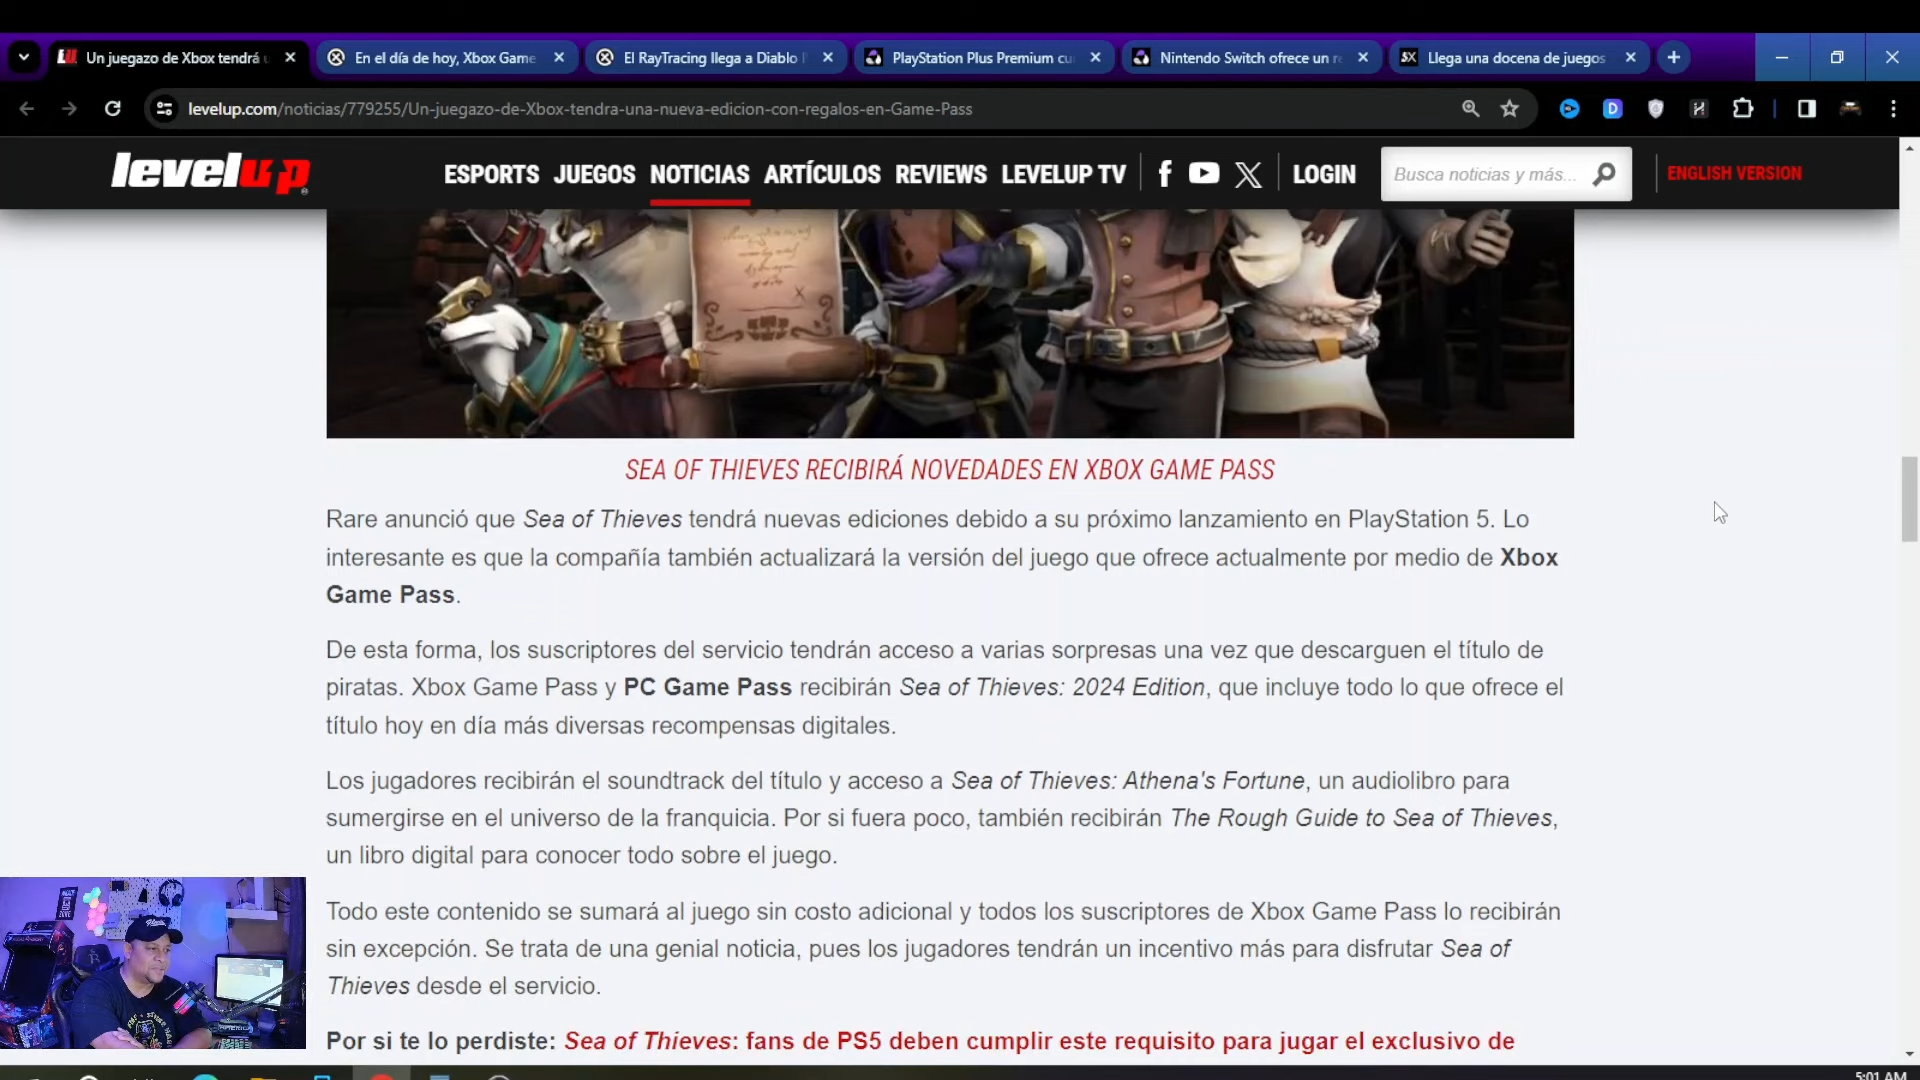 Un juegazo de Xbox tendrá
En el día de hoy, Xbox Game
El RayTracing llega a Diablo
PlayStation Plus Premium cu
Nintendo Switch ofrece un re
Llega una docena de juegos
levelup.com/noticias/779255/Un-juegazo-de-Xbox-tendra-una-nueva-edicion-con-regalos-en-Game-Pass
levelup
ESPORTS JUEGOS NOTICIAS ARTÍCULOS REVIEWS LEVELUP TV LOGIN Busca noticias y más... ENGLISH VERSION
SEA OF THIEVES RECIBIRÁ NOVEDADES EN XBOX GAME PASS
Rare anunció que Sea of Thieves tendrá nuevas ediciones debido a su próximo lanzamiento en PlayStation 5. Lo
interesante es que la compañía también actualizará la versión del juego que ofrece actualmente por medio de Xbox
Game Pass.
De esta forma, los suscriptores del servicio tendrán acceso a varias sorpresas una vez que descarguen el título de
piratas. Xbox Game Pass y PC Game Pass recibirán Sea of Thieves: 2024 Edition, que incluye todo lo que ofrece el
título hoy en día más diversas recompensas digitales.
Los jugadores recibirán el soundtrack del título y acceso a Sea of Thieves: Athena's Fortune, un audiolibro para
sumergirse en el universo de la franquicia. Por si fuera poco, también recibirán The Rough Guide to Sea of Thieves,
un libro digital para conocer todo sobre el juego.
Todo este contenido se sumará al juego sin costo adicional y todos los suscriptores de Xbox Game Pass lo recibirán
sin excepción. Se trata de una genial noticia, pues los jugadores tendrán un incentivo más para disfrutar Sea of
Thieves desde el servicio.
Por si te lo perdiste: Sea of Thieves: fans de PS5 deben cumplir este requisito para jugar el exclusivo de
5:01 AM